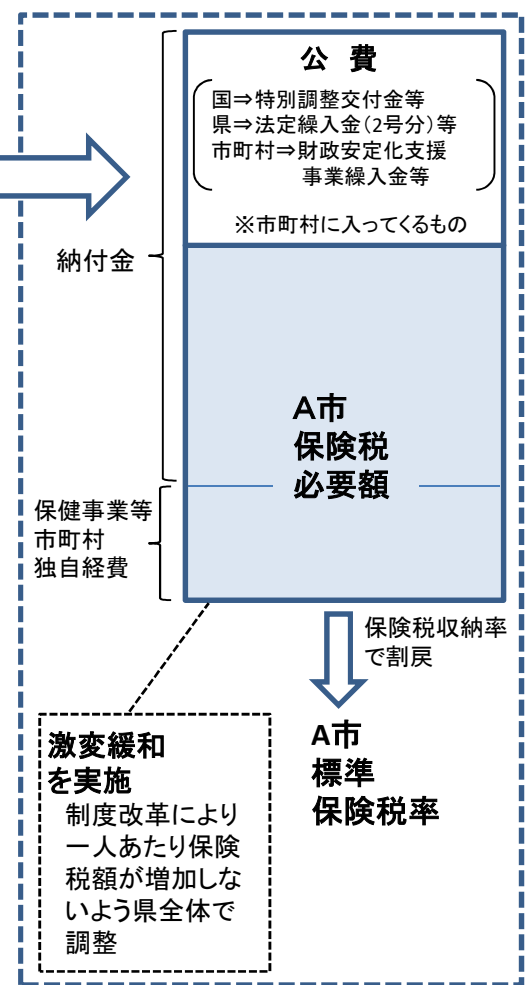 公 費
国⇒特別調整交付金等
県⇒法定繰入金(2号分)等
市町村⇒財政安定化支援
事業繰入金等
※市町村に入ってくるもの
納付金
A市
保険税
必要額
保健事業等
市町村
独自経費
保険税収納率
で割戻
A市
標準
保険税率
激変緩和
を実施
制度改革により
一人あたり保険
税額が増加しな
いよう県全体で
調整